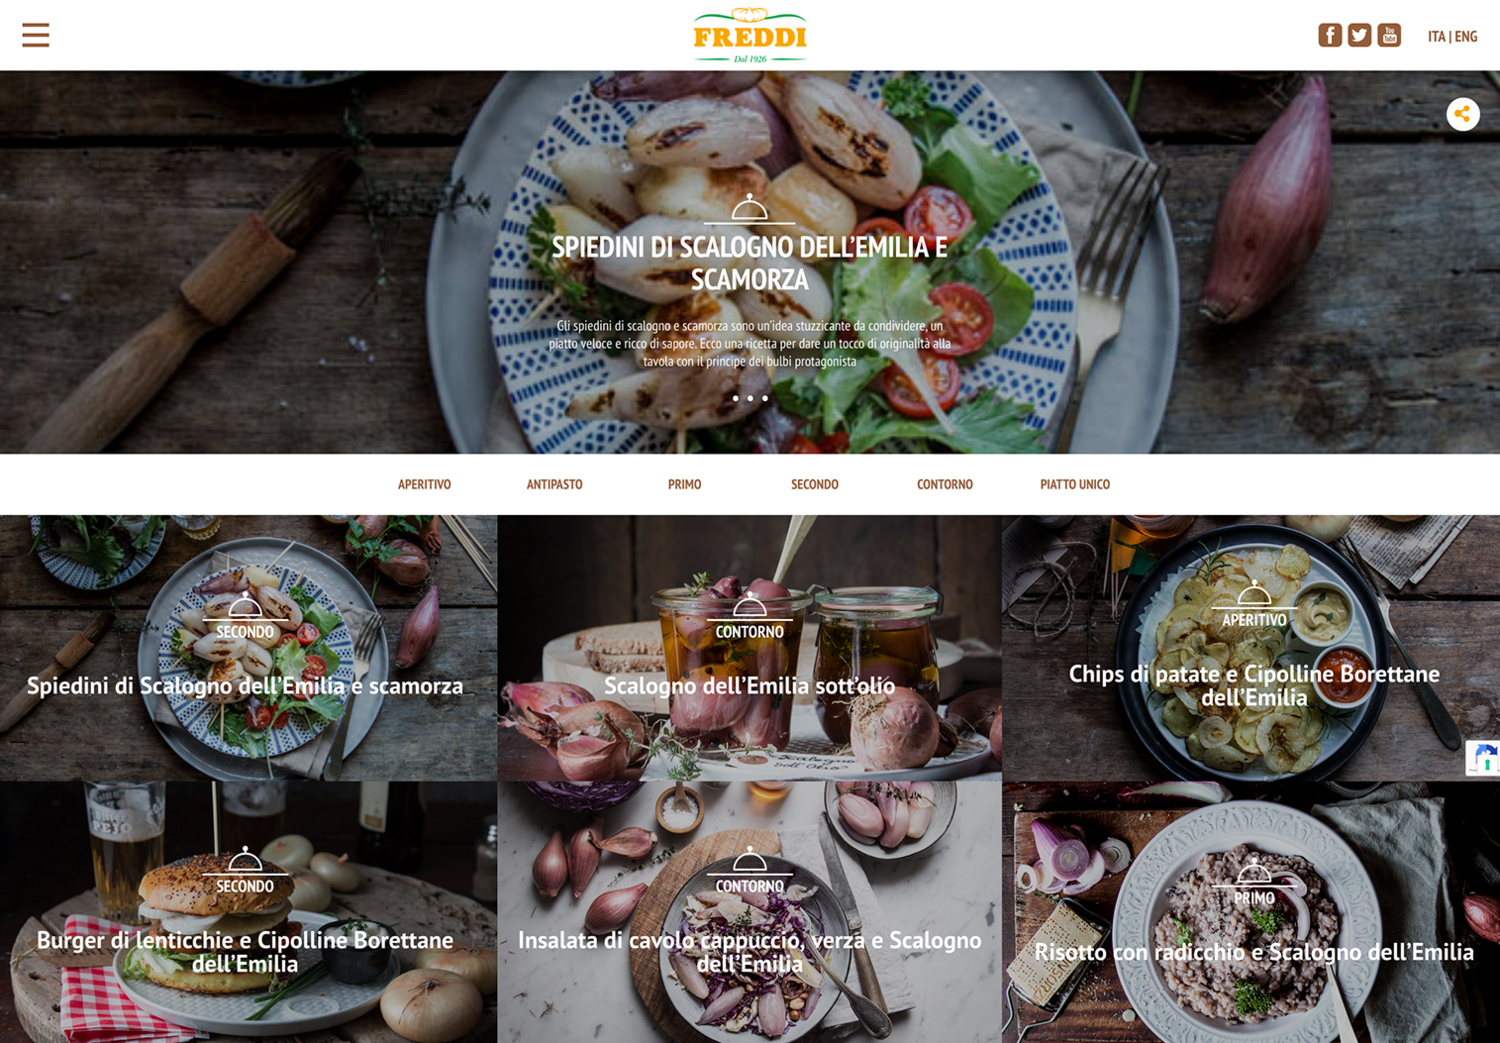 FREDDI
Dal 1926
f
You
Tube
ITA | ENG
SPIEDINI DI SCALOGNO DELL'EMILIA E
SCAMORZA
Gli spiedini di scalogno e scamorza sono un'idea stuzzicante da condividere, un
piatto veloce e ricco di sapore. Ecco una ricetta per dare un tocco di originalità alla
tavola con il principe dei bulbi protagonista
APERITIVO
ANTIPASTO
PRIMO
SECONDO
CONTORNO
PIATTO UNICO
SECONDO
Spiedini di Scalogno dell'Emilia e scamorza
CONTORNO
Scalogno dell'Emilia sott'olio
Scalogno
Dell'Olio
APERITIVO
Chips di patate e Cipolline Borettane
dell'Emilia
SECONDO
Burger di lenticchie e Cipolline Borettane
dell'Emilia
CONTORNO
Insalata di cavolo cappuccio, verza e Scalogno
dell'Emilia
PRIMO
Risotto con radicchio e Scalogno dell'Emilia